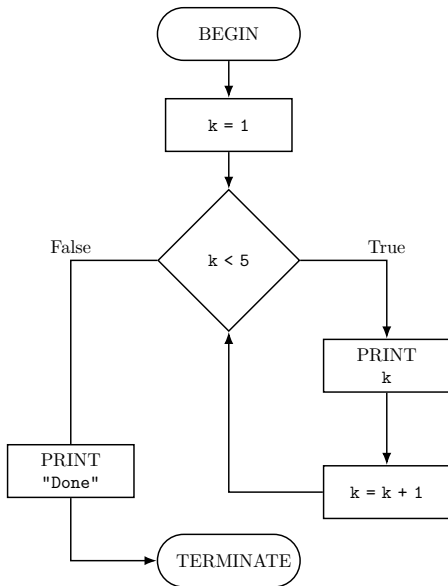 BEGIN
k = 1
k < 5
False
True
PRINT
k
k = k + 1
PRINT
"Done"
TERMINATE